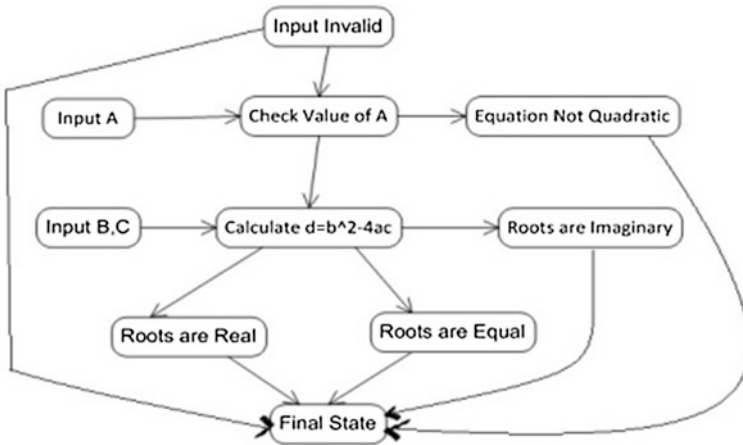 Input Invalid
Input A
Check Value of A
Equation Not Quadratic
Input B,C
Calculate d=b^2-4ac
Roots are Imaginary
Roots are Real
Roots are Equal
Final State